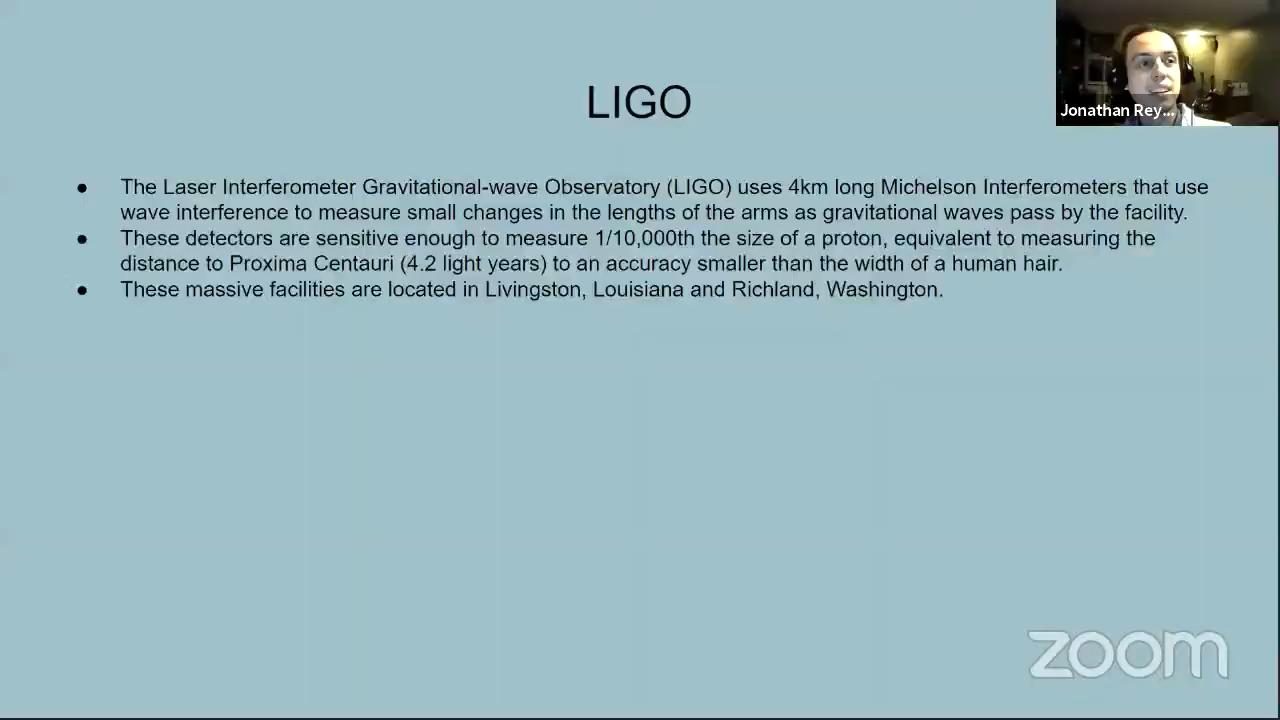 LIGO
Jonathan Rey...
● The Laser Interferometer Gravitational-wave Observatory (LIGO) uses 4km long Michelson Interferometers that use
wave interference to measure small changes in the lengths of the arms as gravitational waves pass by the facility.
● These detectors are sensitive enough to measure 1/10,000th the size of a proton, equivalent to measuring the
distance to Proxima Centauri (4.2 light years) to an accuracy smaller than the width of a human hair.
● These massive facilities are located in Livingston, Louisiana and Richland, Washington.
zoom